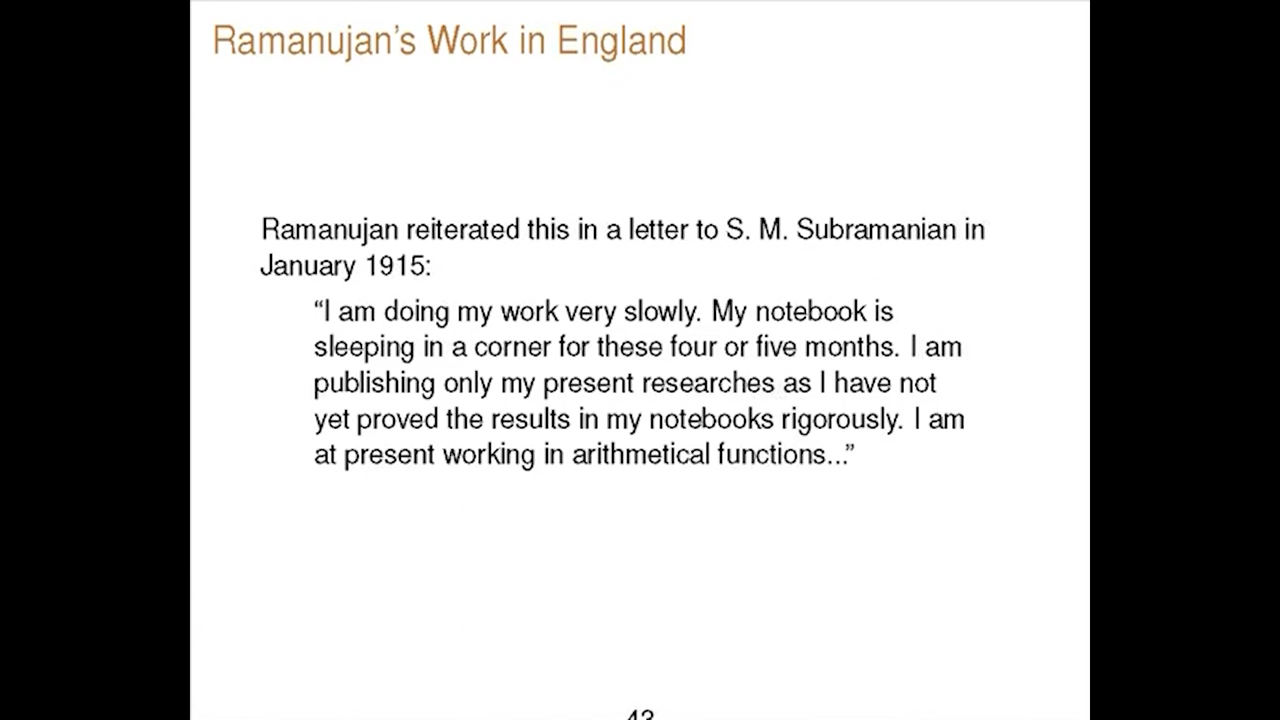 Ramanujan's Work in England
Ramanujan reiterated this in a letter to S. M. Subramanian in
January 1915:
“I am doing my work very slowly. My notebook is
sleeping in a corner for these four or five months. I am
publishing only my present researches as I have not
yet proved the results in my notebooks rigorously. I am
at present working in arithmetical functions...”
43